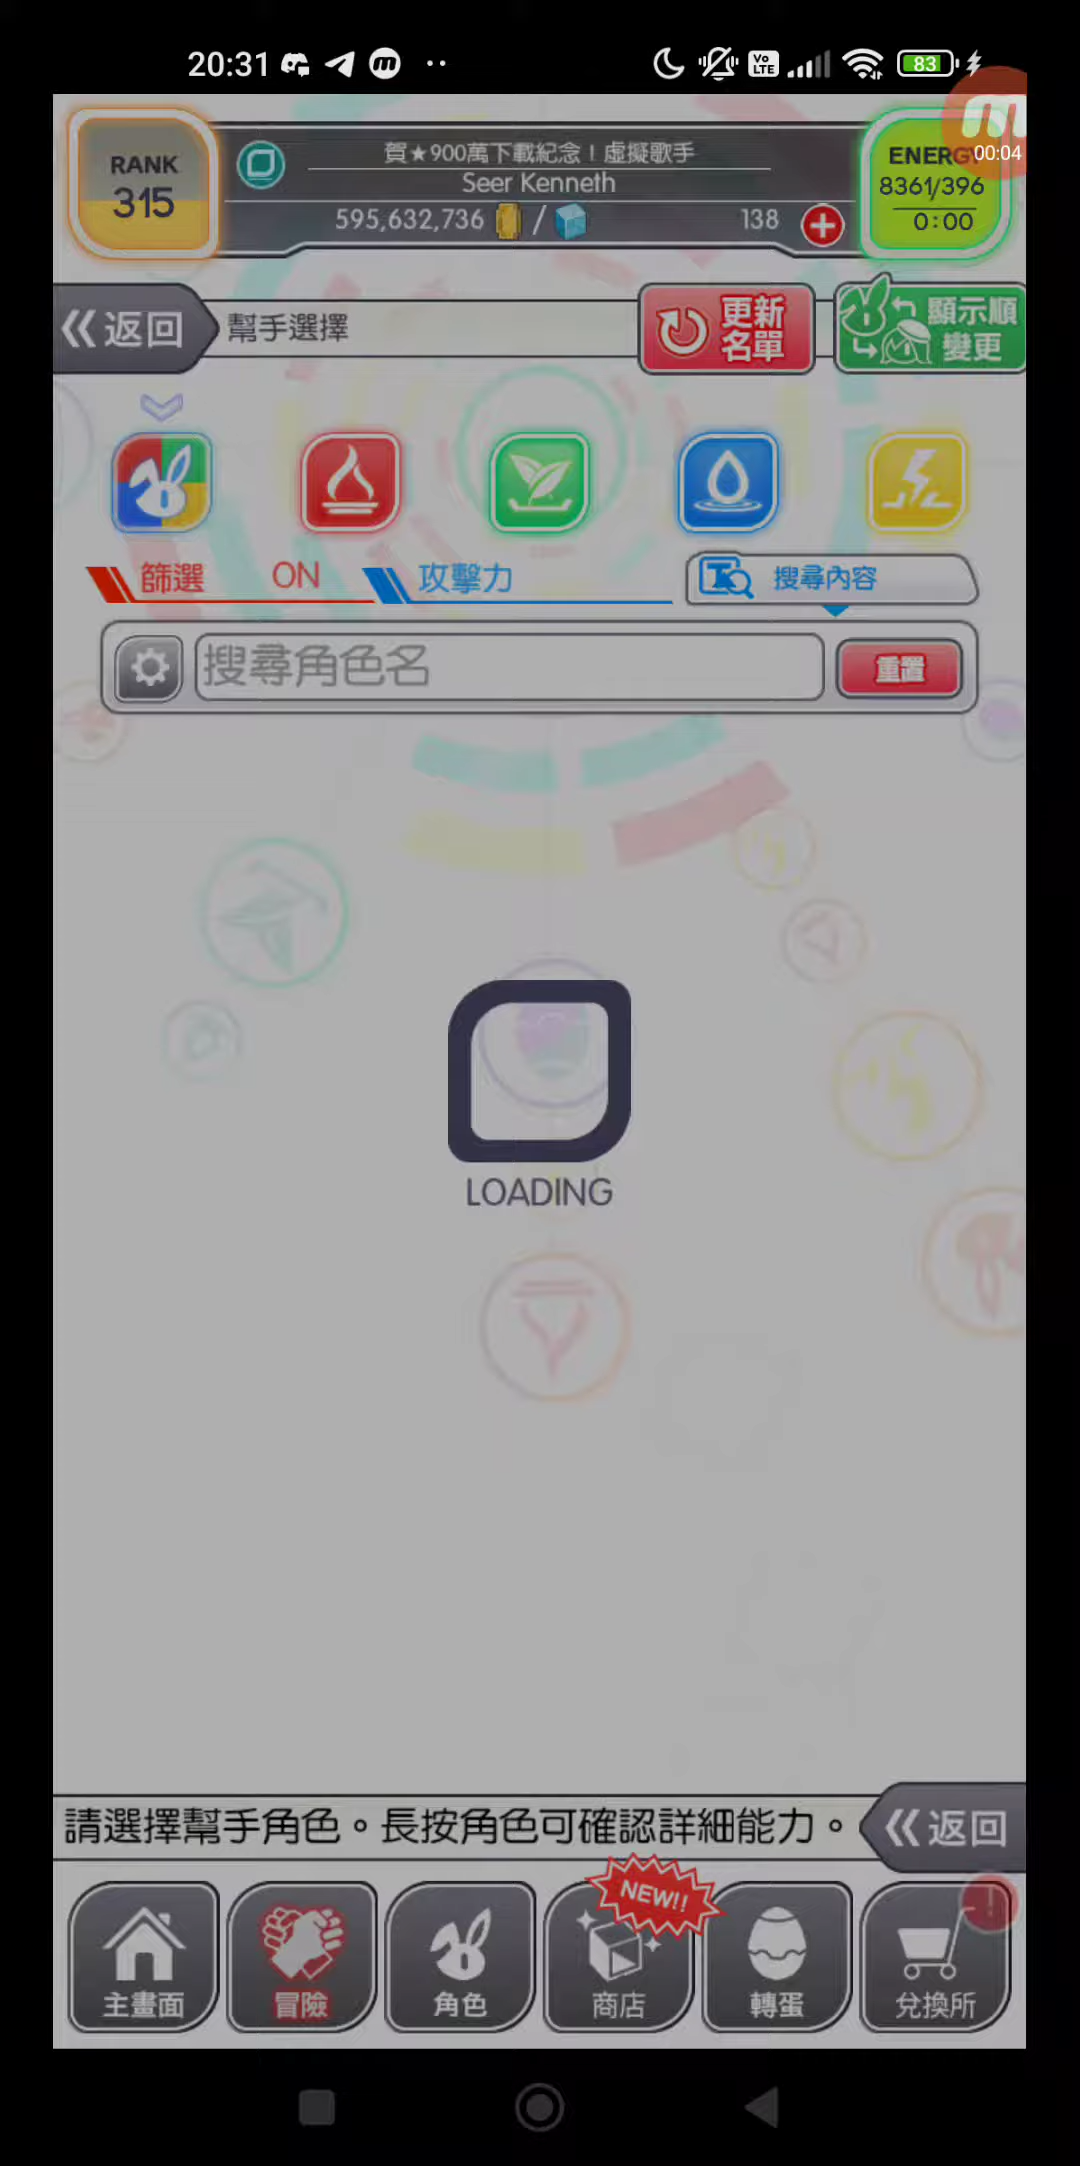 20:31
VoLTE
83
00:04
RANK
315
賀★900萬下載紀念！虛擬歌手
Seer Kenneth
595,632,736 / 138
ENERGY
8361/396
0:00
返回
幫手選擇
更新名單
顯示順變更
篩選 ON
攻擊力
搜尋內容
搜尋角色名
重置
LOADING
請選擇幫手角色。長按角色可確認詳細能力。
返回
NEW!!
主畫面
冒險
角色
商店
轉蛋
兌換所